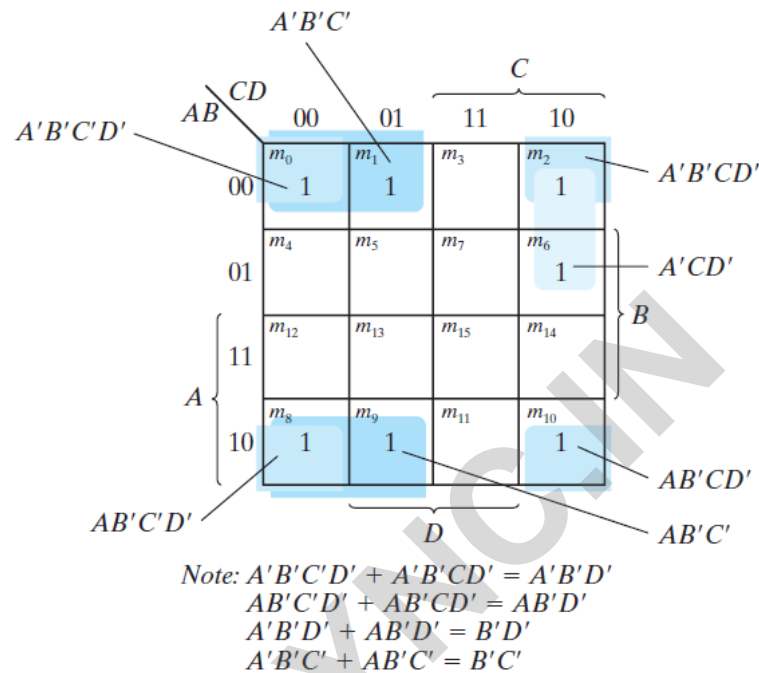 A'B'C'
C
CD
AB
00 01 11 10
A'B'C'D'
m0 m1 m3 m2
00 1 1 1
A'B'CD'
m4 m5 m7 m6
01 1
A'CD'
B
m12 m13 m15 m14
11
A
m8 m9 m11 m10
10 1 1 1
AB'CD'
AB'C'D'
D
AB'C'
Note: A'B'C'D' + A'B'CD' = A'B'D'
AB'C'D' + AB'CD' = AB'D'
A'B'D' + AB'D' = B'D'
A'B'C' + AB'C' = B'C'
YNC.IN